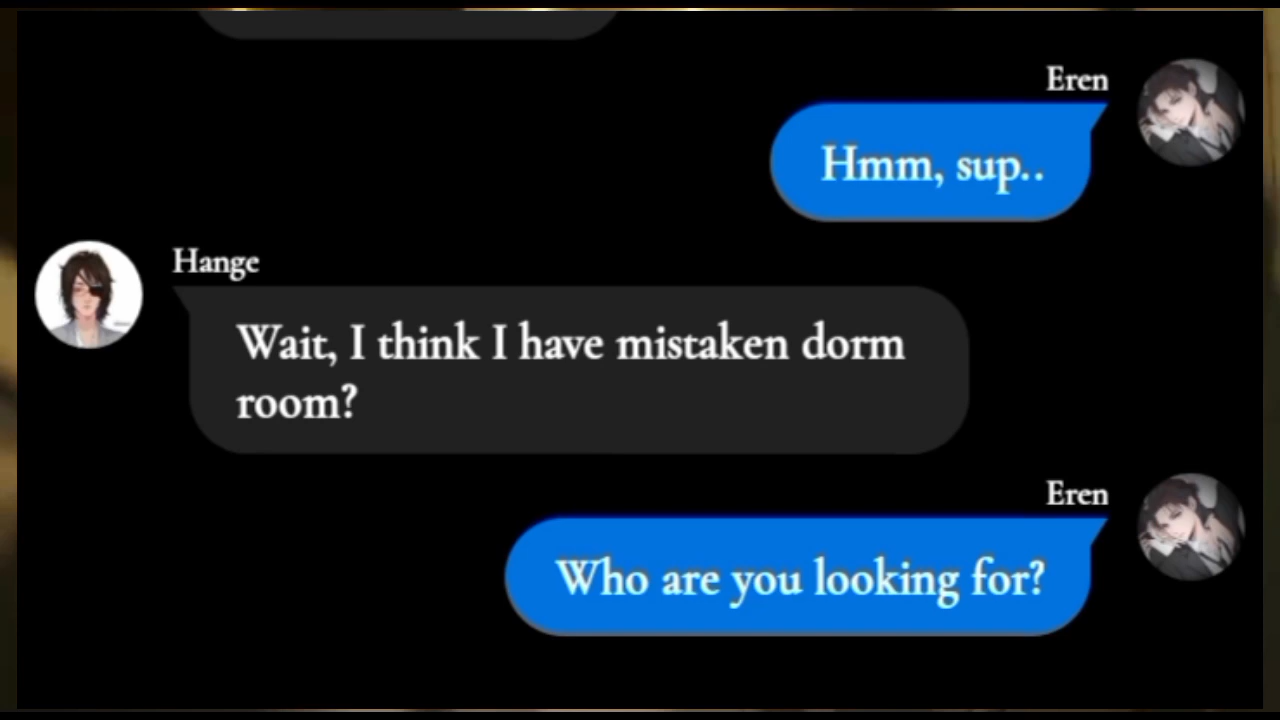 Eren
Hmm, sup..
Hange
Wait, I think I have mistaken dorm
room?
Eren
Who are you looking for?